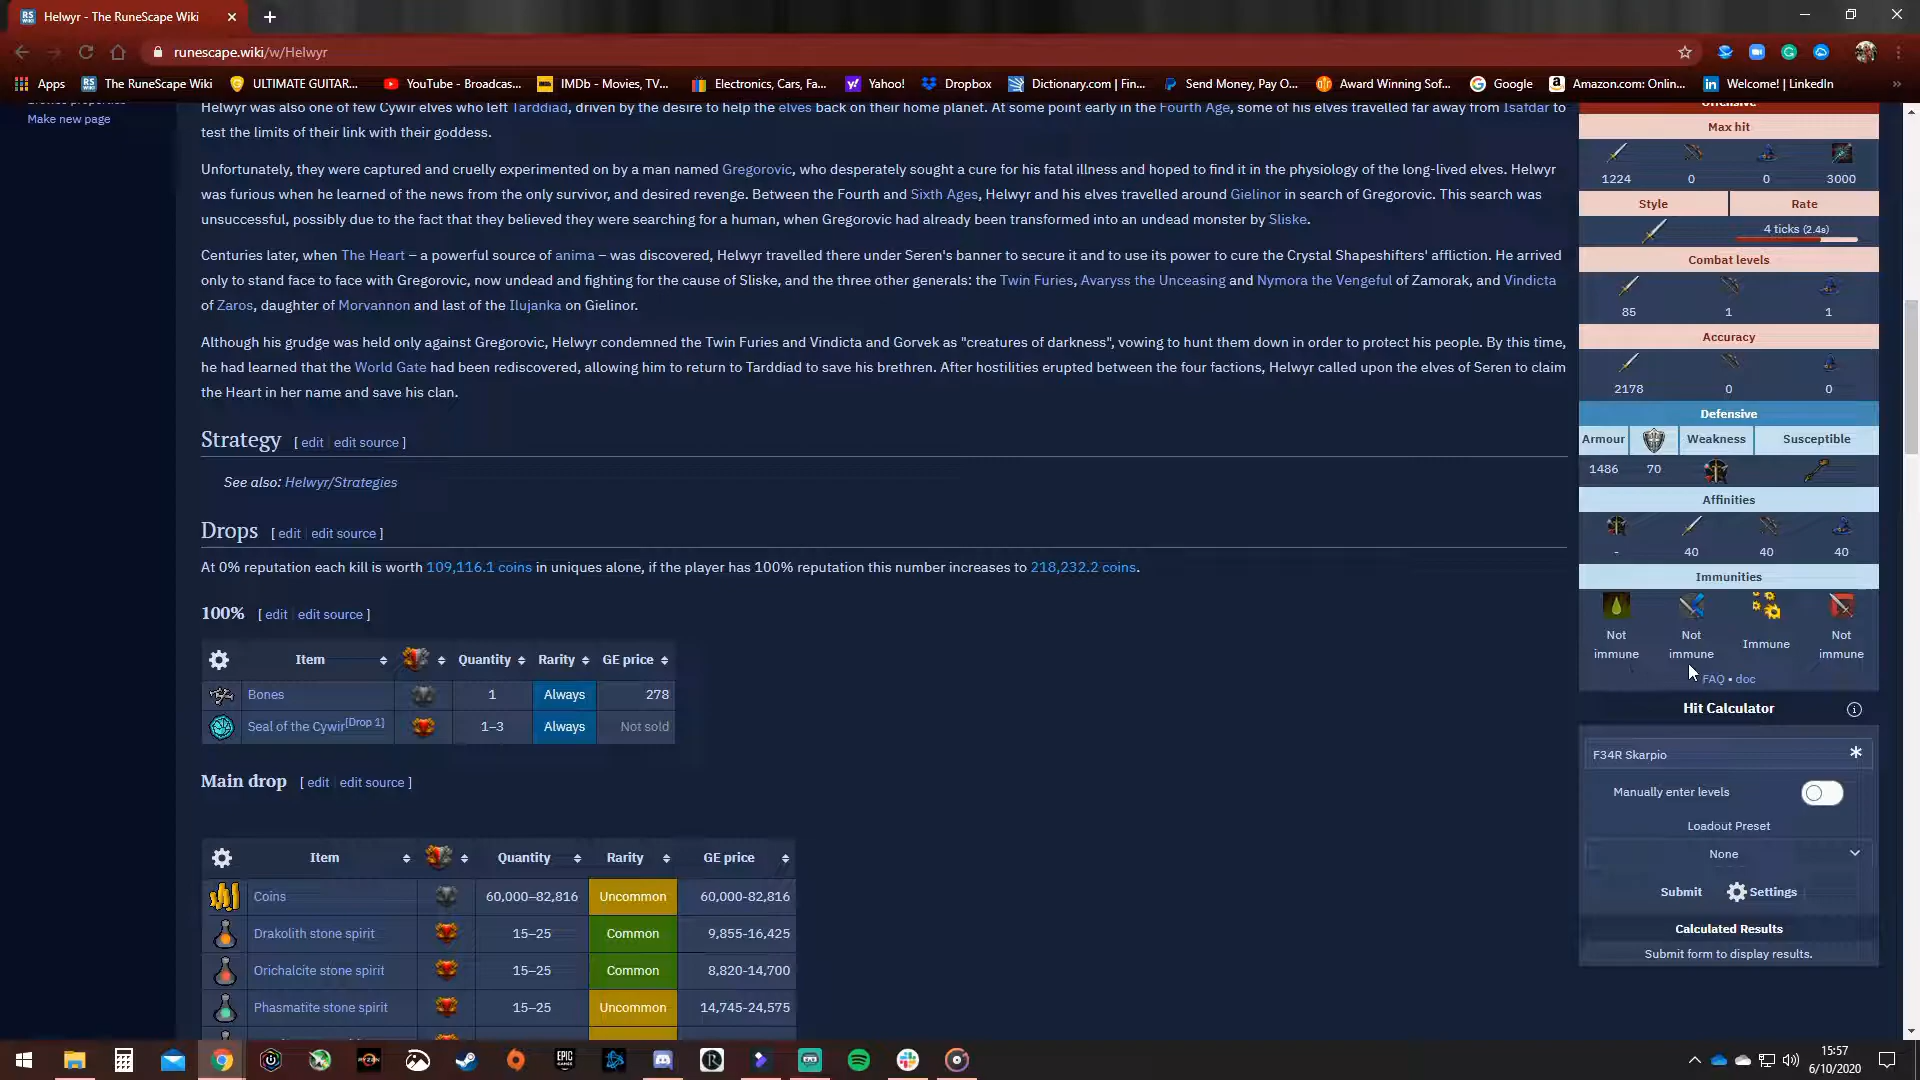 Helwyr - The RuneScape Wiki
runescape.wiki/w/Helwyr
Apps The RuneScape Wiki ULTIMATE GUITAR... YouTube - Broadcas... IMDb - Movies, TV... Electronics, Cars, Fa... Yahoo! Dropbox Dictionary.com | Fin... Send Money, Pay O... Award Winning Sof... Google Amazon.com: Onlin... Welcome! | LinkedIn
Browse properties
Make new page
Helwyr was also one of few Cywir elves who left Tarddiad, driven by the desire to help the elves back on their home planet. At some point early in the Fourth Age, some of his elves travelled far away from Isafdar to
test the limits of their link with their goddess.
Unfortunately, they were captured and cruelly experimented on by a man named Gregorovic, who desperately sought a cure for his fatal illness and hoped to find it in the physiology of the long-lived elves. Helwyr
was furious when he learned of the news from the only survivor, and desired revenge. Between the Fourth and Sixth Ages, Helwyr and his elves travelled around Gielinor in search of Gregorovic. This search was
unsuccessful, possibly due to the fact that they believed they were searching for a human, when Gregorovic had already been transformed into an undead monster by Sliske.
Centuries later, when The Heart – a powerful source of anima – was discovered, Helwyr travelled there under Seren's banner to secure it and to use its power to cure the Crystal Shapeshifters' affliction. He arrived
only to stand face to face with Gregorovic, now undead and fighting for the cause of Sliske, and the three other generals: the Twin Furies, Avaryss the Unceasing and Nymora the Vengeful of Zamorak, and Vindicta
of Zaros, daughter of Morvannon and last of the Ilujanka on Gielinor.
Although his grudge was held only against Gregorovic, Helwyr condemned the Twin Furies and Vindicta and Gorvek as "creatures of darkness", vowing to hunt them down in order to protect his people. By this time,
he had learned that the World Gate had been rediscovered, allowing him to return to Tarddiad to save his brethren. After hostilities erupted between the four factions, Helwyr called upon the elves of Seren to claim
the Heart in her name and save his clan.
Strategy [ edit | edit source ]
See also: Helwyr/Strategies
Drops [ edit | edit source ]
At 0% reputation each kill is worth 109,116.1 coins in uniques alone, if the player has 100% reputation this number increases to 218,232.2 coins.
100% [ edit | edit source ]
Item Quantity Rarity GE price
Bones 1 Always 278
Seal of the Cywir[Drop 1] 1–3 Always Not sold
Main drop [ edit | edit source ]
Item Quantity Rarity GE price
Coins 60,000–82,816 Uncommon 60,000-82,816
Drakolith stone spirit 15–25 Common 9,855-16,425
Orichalcite stone spirit 15–25 Common 8,820-14,700
Phasmatite stone spirit 15–25 Uncommon 14,745-24,575
Offensive
Max hit
1224 0 0 3000
Style Rate
4 ticks (2.4s)
Combat levels
85 1 1
Accuracy
2178 0 0
Defensive
Armour Weakness Susceptible
1486 70
Affinities
- 40 40 40
Immunities
Not immune Not immune Immune Not immune
FAQ • doc
Hit Calculator
F34R Skarpio
Manually enter levels
Loadout Preset
None
Submit Settings
Calculated Results
Submit form to display results.
RYZEN
EPIC GAMES
15:57
6/10/2020